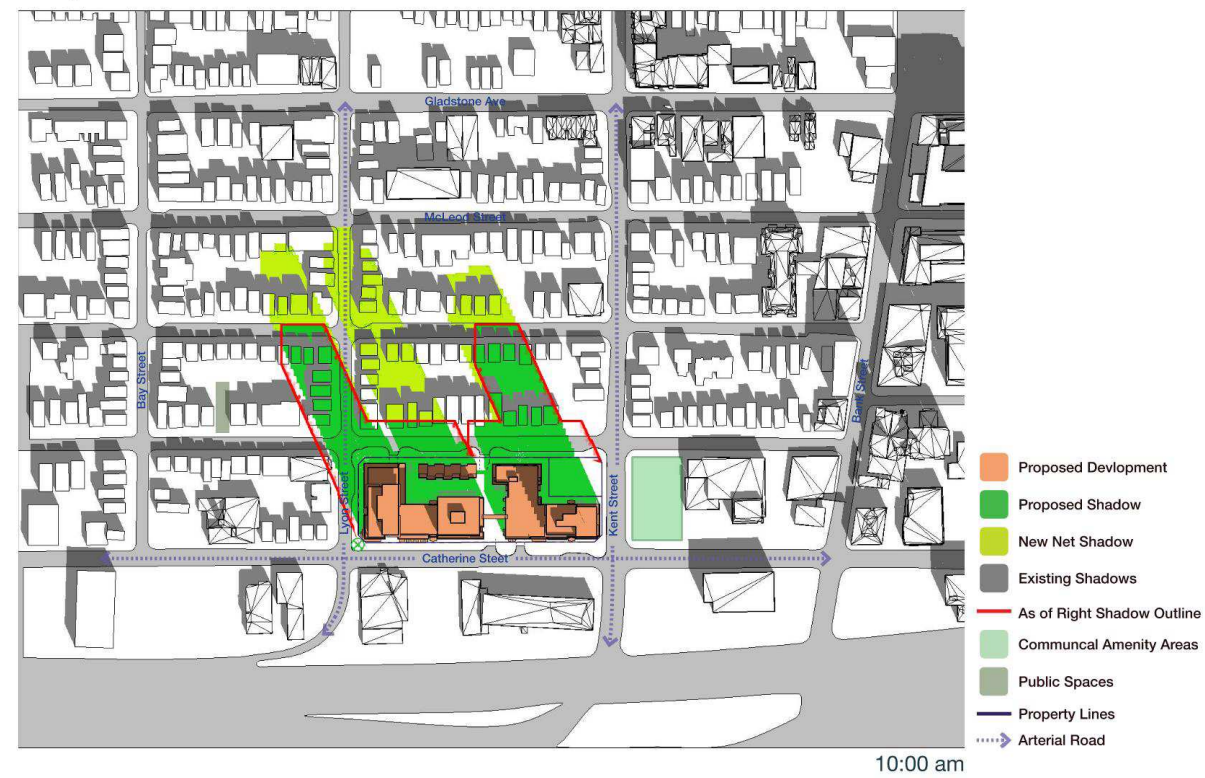 Gladstone Ave
McLeod Street
Bay Street
Bank Street
Lyon Street
Kent Street
Catherine Steet
Proposed Devlopment
Proposed Shadow
New Net Shadow
Existing Shadows
As of Right Shadow Outline
Communcal Amenity Areas
Public Spaces
Property Lines
Arterial Road
10:00 am